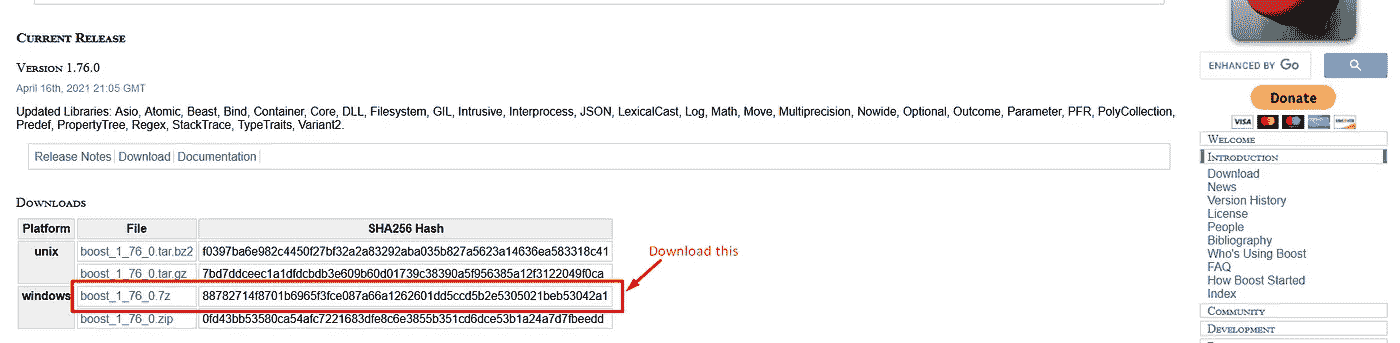 CURRENT RELEASE
VERSION 1.76.0
April 16th, 2021 21:05 GMT
Updated Libraries: Asio, Atomic, Beast, Bind, Container, Core, DLL, Filesystem, GIL, Intrusive, Interprocess, JSON, LexicalCast, Log, Math, Move, Multiprecision, Nowide, Optional, Outcome, Parameter, PFR, PolyCollection,
Predef, PropertyTree, Regex, StackTrace, TypeTraits, Variant2.
Release Notes Download Documentation
DOWNLOADS
Platform File SHA256 Hash
unix boost_1_76_0.tar.bz2 f0397ba6e982c4450f27bf32a2a83292aba035b827a5623a14636ea583318c41
boost_1_76_0.tar.gz 7bd7ddceec1a1dfdcbdb3e609b60d01739c38390a5f956385a12f3122049f0ca
windows boost_1_76_0.7z 88782714f8701b6965f3fce087a66a1262601dd5ccd5b2e5305021beb53042a1
boost_1_76_0.zip 0fd43bb53580ca54afc7221683dfe8c6e3855b351cd6dce53b1a24a7d7fbeedd
Download this
ENHANCED BY Go
Donate
VISA
WELCOME
INTRODUCTION
Download
News
Version History
License
People
Bibliography
Who's Using Boost
FAQ
How Boost Started
Index
COMMUNITY
DEVELOPMENT